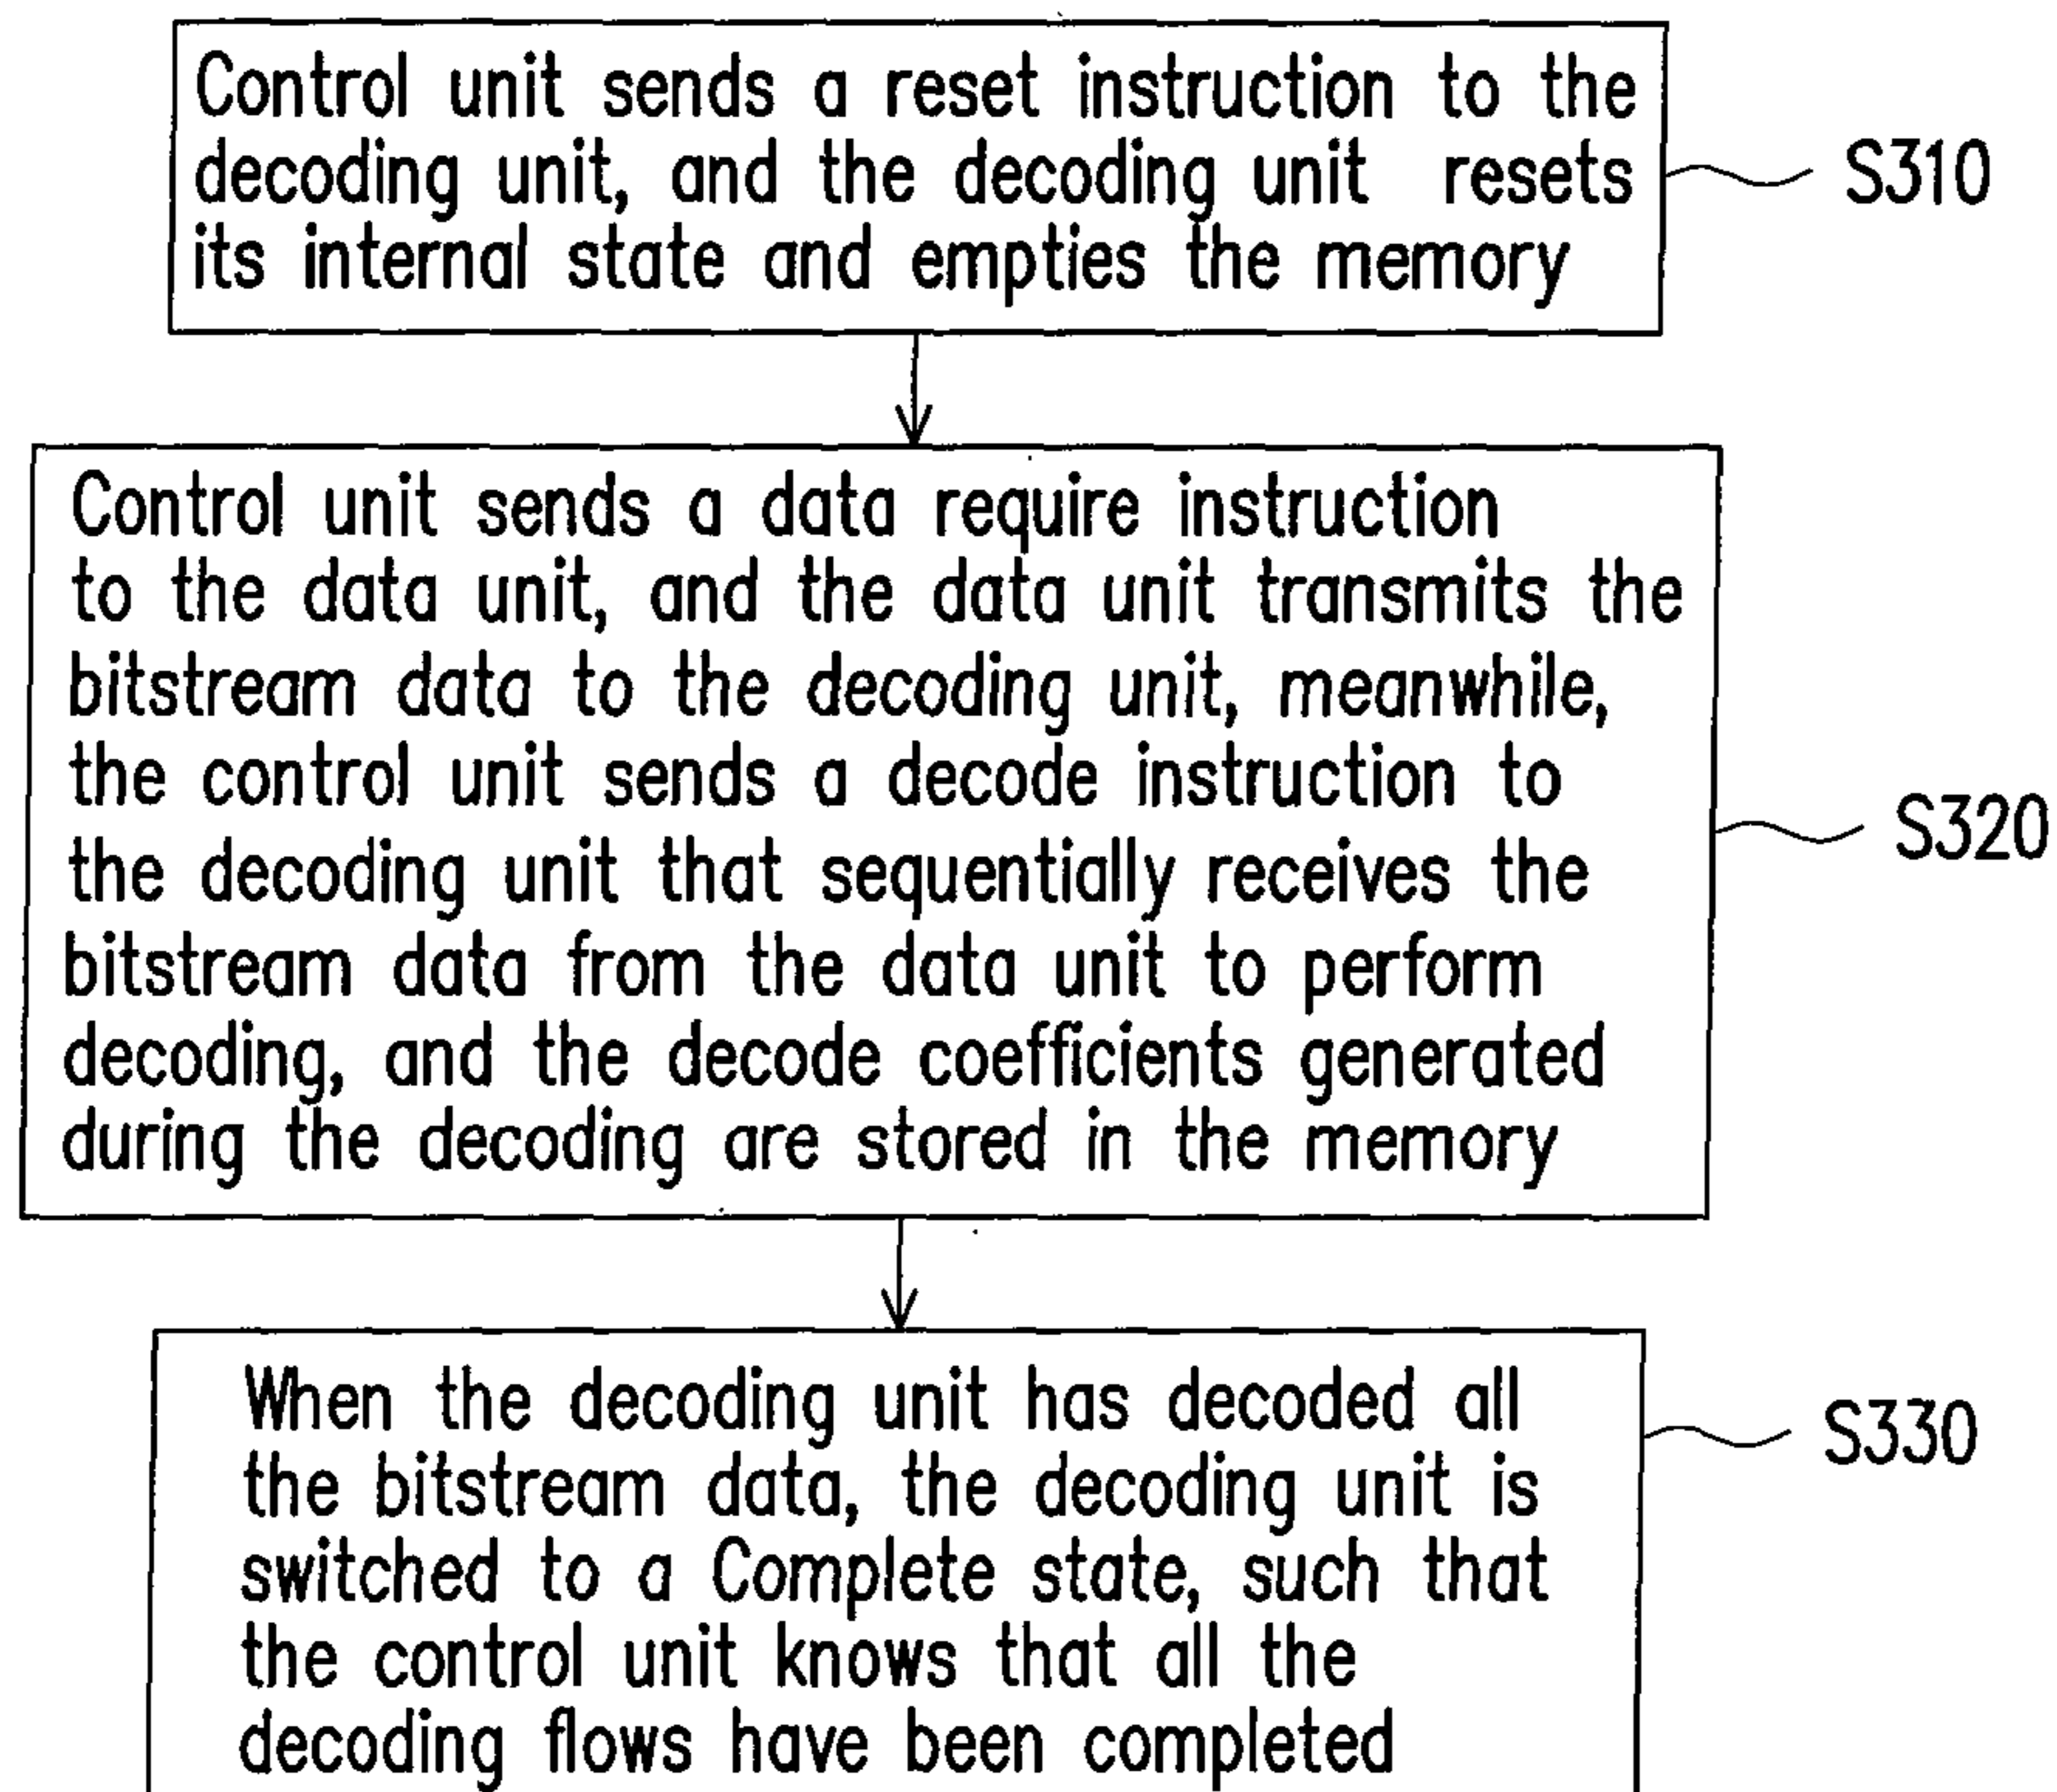 Control unit sends a reset instruction to the
decoding unit, and the decoding unit resets
its internal state and empties the memory
S310
Control unit sends a data require instruction
to the data unit, and the data unit transmits the
bitstream data to the decoding unit, meanwhile,
the control unit sends a decode instruction to
the decoding unit that sequentially receives the
bitstream data from the data unit to perform
decoding, and the decode coefficients generated
during the decoding are stored in the memory
S320
When the decoding unit has decoded all
the bitstream data, the decoding unit is
switched to a Complete state, such that
the control unit knows that all the
decoding flows have been completed
S330